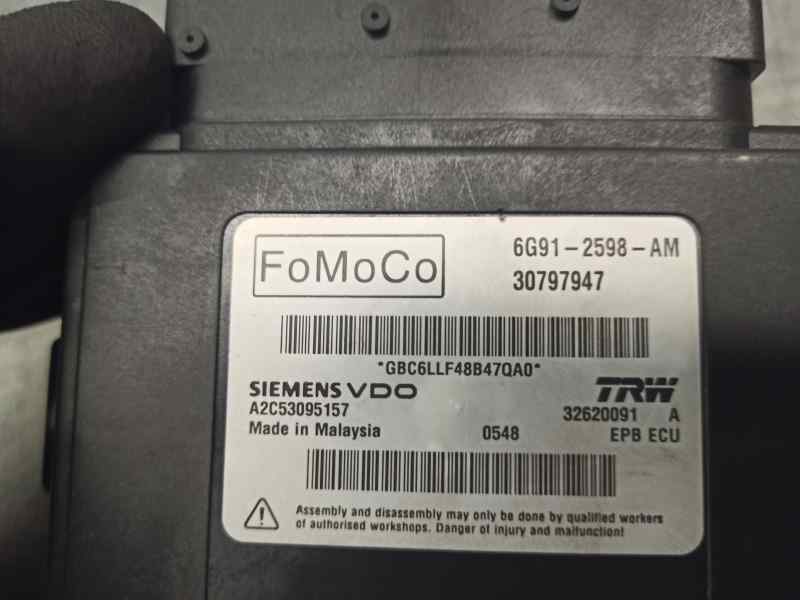 FoMoCo
6G91-2598-AM
30797947
*GBC6LLF48B47QA0*
SIEMENS VDO
TRW
A2C53095157
32620091 A
Made in Malaysia
0548
EPB ECU
Assembly and disassembly may only be done by qualified workers
of authorised workshops. Danger of injury and malfunction!